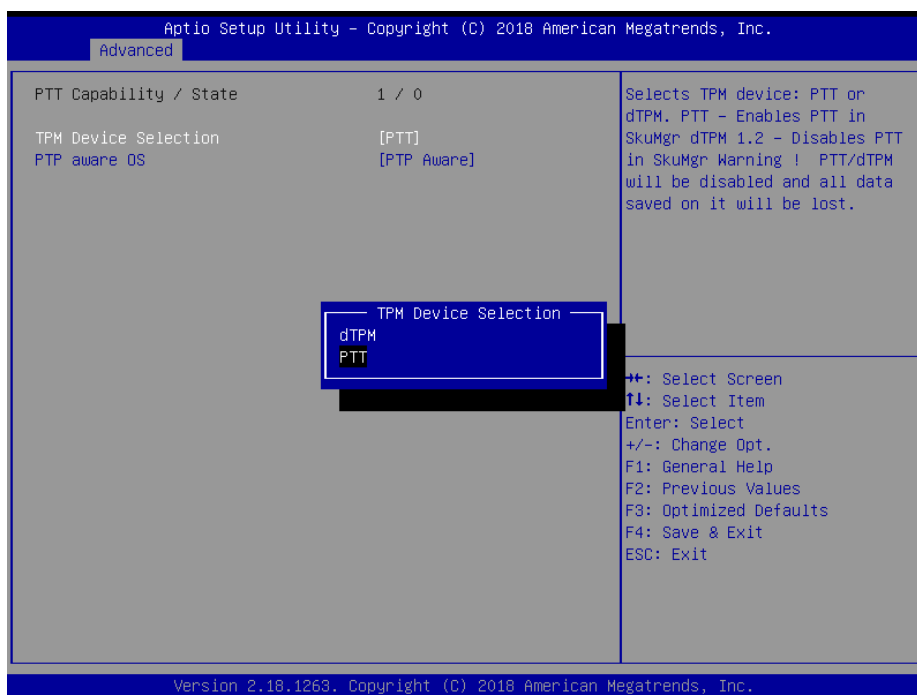 Aptio Setup Utility – Copyright (C) 2018 American Megatrends, Inc.
Advanced
PTT Capability / State 1 / 0
TPM Device Selection [PTT]
PTP aware OS [PTP Aware]
Selects TPM device: PTT or
dTPM. PTT – Enables PTT in
SkuMgr dTPM 1.2 – Disables PTT
in SkuMgr Warning ! PTT/dTPM
will be disabled and all data
saved on it will be lost.
TPM Device Selection
dTPM
PTT
→←: Select Screen
↑↓: Select Item
Enter: Select
+/-: Change Opt.
F1: General Help
F2: Previous Values
F3: Optimized Defaults
F4: Save & Exit
ESC: Exit
Version 2.18.1263. Copyright (C) 2018 American Megatrends, Inc.